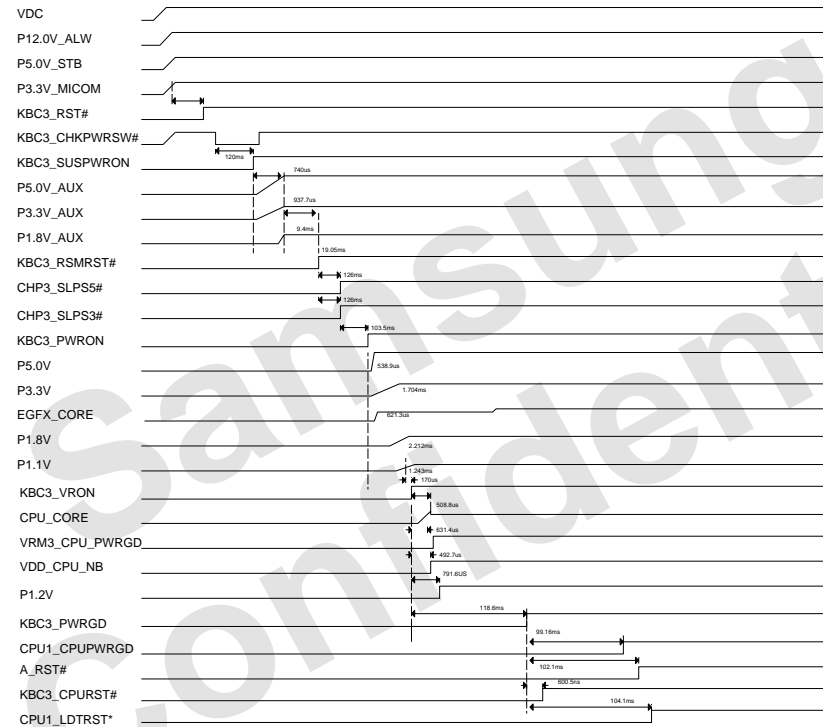 VDC
P12.0V_ALW
P5.0V_STB
P3.3V_MICOM
KBC3_RST#
KBC3_CHKPWRSW#
120ms
KBC3_SUSPWRON
740us
P5.0V_AUX
937.7us
P3.3V_AUX
9.4ms
P1.8V_AUX
19.05ms
KBC3_RSMRST#
126ms
CHP3_SLPS5#
126ms
CHP3_SLPS3#
103.5ms
KBC3_PWRON
P5.0V
538.9us
P3.3V
1.704ms
EGFX_CORE
621.3us
P1.8V
2.212ms
P1.1V
1.243ms
170us
KBC3_VRON
508.8us
CPU_CORE
631.4us
VRM3_CPU_PWRGD
492.7us
VDD_CPU_NB
791.6US
P1.2V
118.6ms
KBC3_PWRGD
99.16ms
CPU1_CPUPWRGD
102.1ms
A_RST#
600.5ns
KBC3_CPURST#
104.1ms
CPU1_LDTRST*
Samsung
Confident